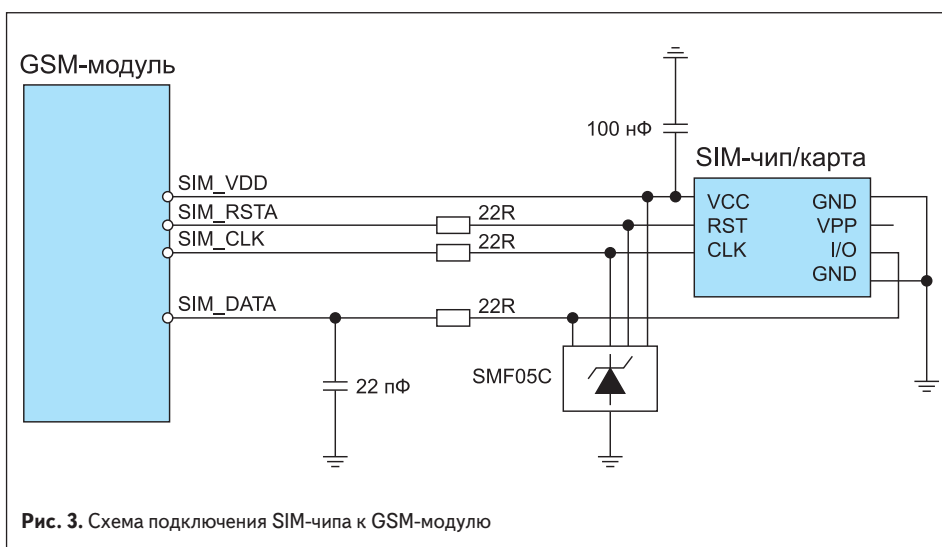 GSM-модуль
100 нФ
SIM-чип/карта
SIM_VDD
VCC GND
SIM_RSTA 22R
RST VPP
SIM_CLK 22R
CLK I/O
GND
SIM_DATA 22R
SMF05C
22 пФ
Рис. 3. Схема подключения SIM-чипа к GSM-модулю